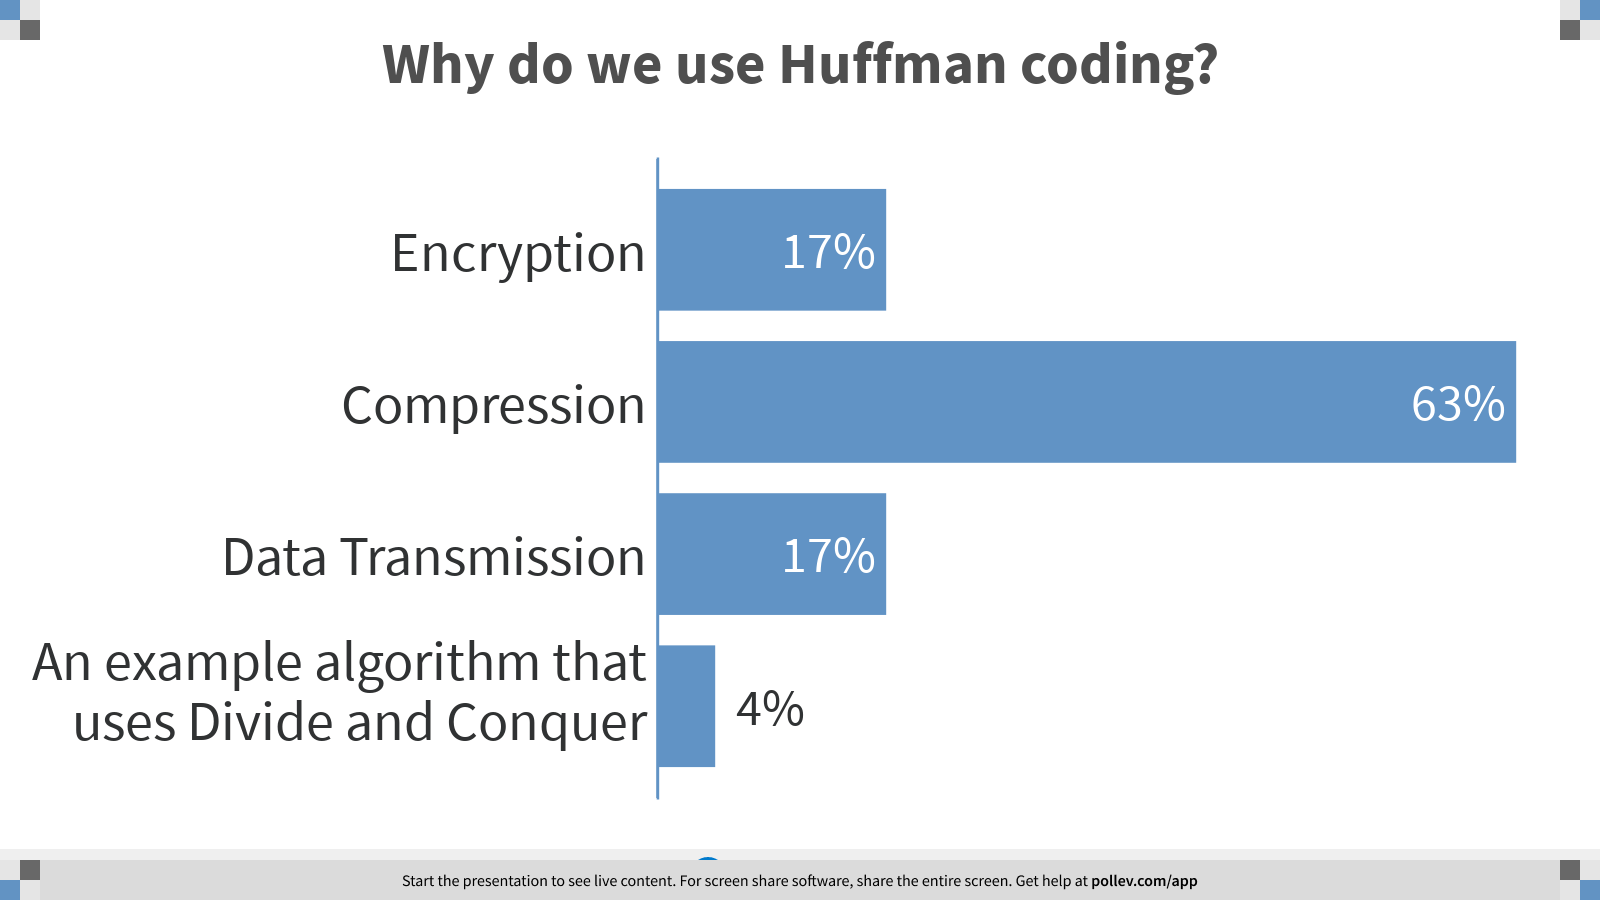 Why do we use Huffman coding?
Encryption
17%
Compression
63%
Data Transmission
17%
An example algorithm that
uses Divide and Conquer
4%
Start the presentation to see live content. For screen share software, share the entire screen. Get help at pollev.com/app